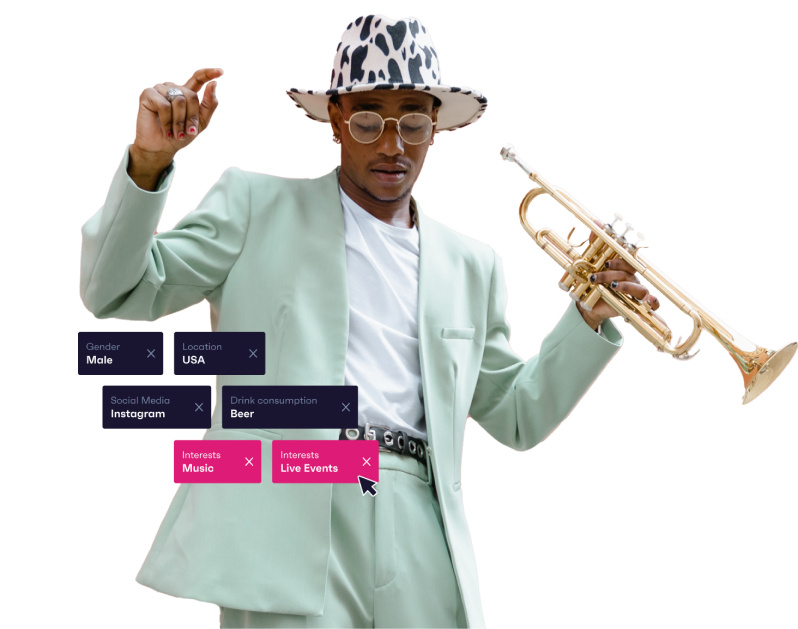 Gender
Male
Location
USA
Social Media
Instagram
Drink consumption
Beer
Interests
Music
Interests
Live Events